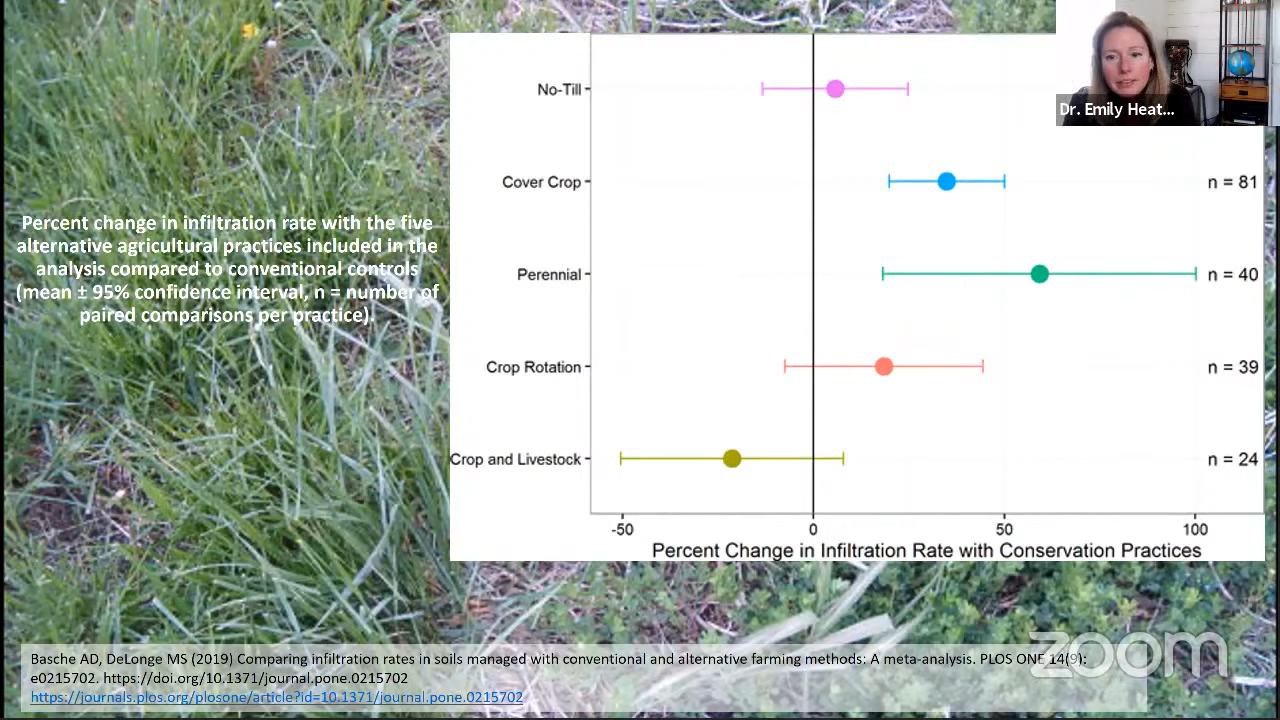 No-Till
Dr. Emily Heat...
Cover Crop
n = 81
Percent change in infiltration rate with the five
alternative agricultural practices included in the
analysis compared to conventional controls
(mean ± 95% confidence interval, n = number of
paired comparisons per practice).
Perennial
n = 40
Crop Rotation
n = 39
Crop and Livestock
n = 24
-50 0 50 100
Percent Change in Infiltration Rate with Conservation Practices
zoom
Basche AD, DeLonge MS (2019) Comparing infiltration rates in soils managed with conventional and alternative farming methods: A meta-analysis. PLOS ONE 14(9):
e0215702. https://doi.org/10.1371/journal.pone.0215702
https://journals.plos.org/plosone/article?id=10.1371/journal.pone.0215702